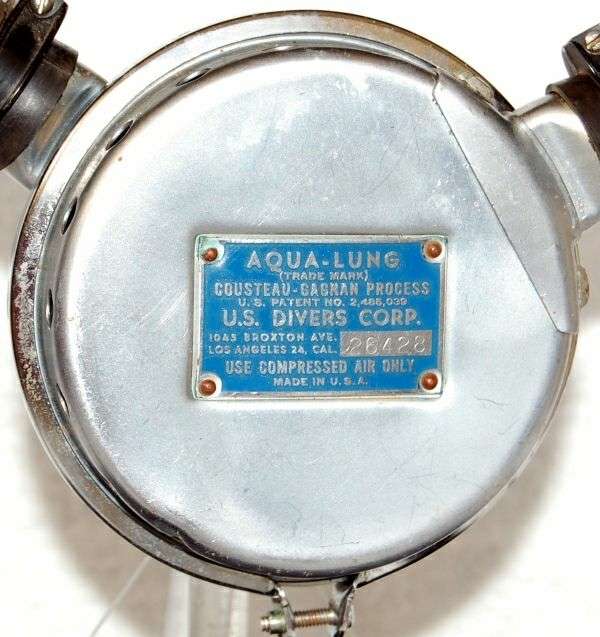 AQUA-LUNG
(TRADE MARK)
COUSTEAU-GAGNAN PROCESS
U.S. PATENT NO. 2,485,039
U.S. DIVERS CORP.
1045 BROXTON AVE.
LOS ANGELES 24, CAL. 26428
USE COMPRESSED AIR ONLY
MADE IN U.S.A.